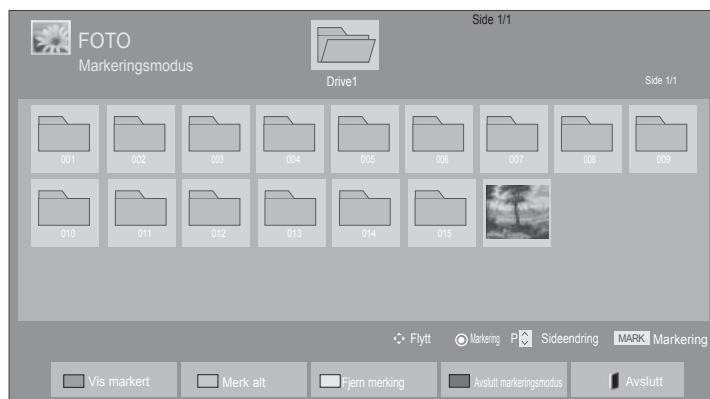 Side 1/1
FOTO
Markeringsmodus
Drive1
Side 1/1
001 002 003 004 005 006 007 008 009
010 011 012 013 014 015
Flytt Markering P Sideendring MARK Markering
Vis markert Merk alt Fjern merking Avslutt markeringsmodus Avslutt